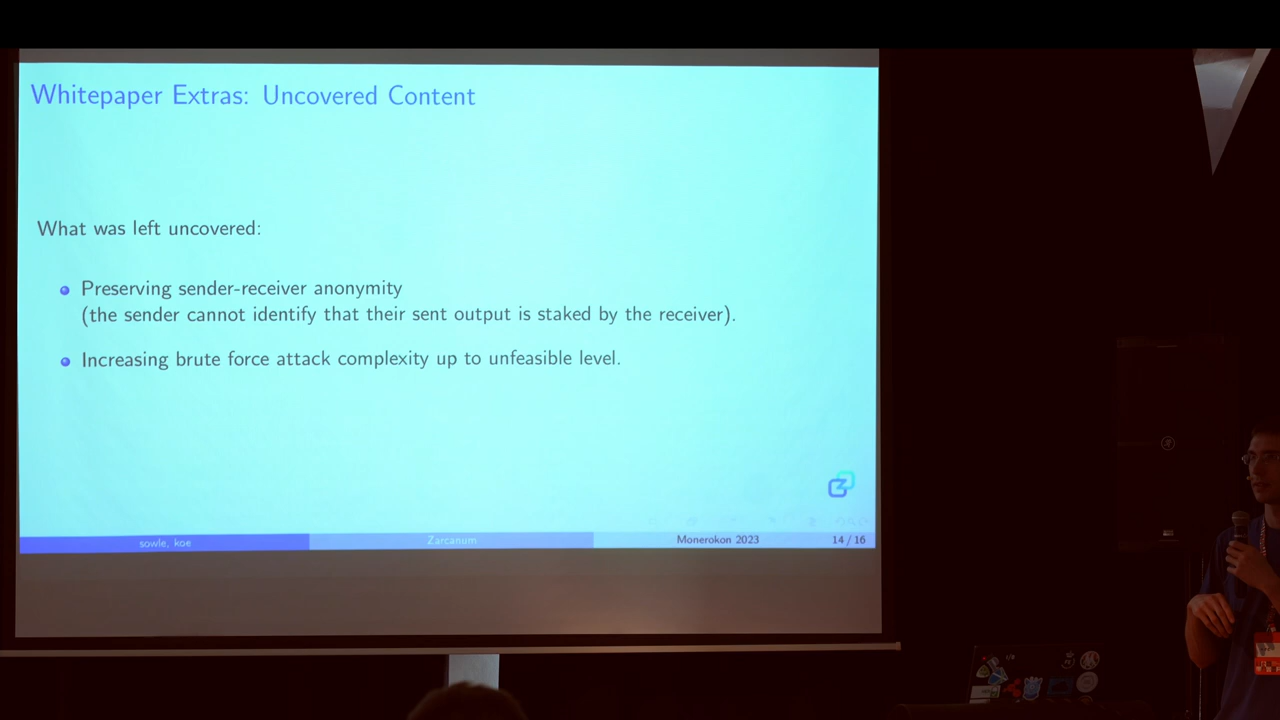 Whitepaper Extras: Uncovered Content
What was left uncovered:
Preserving sender-receiver anonymity
(the sender cannot identify that their sent output is staked by the receiver).
Increasing brute force attack complexity up to unfeasible level.
sowle, koe
Zarcanum
Monerokon 2023
14 / 16